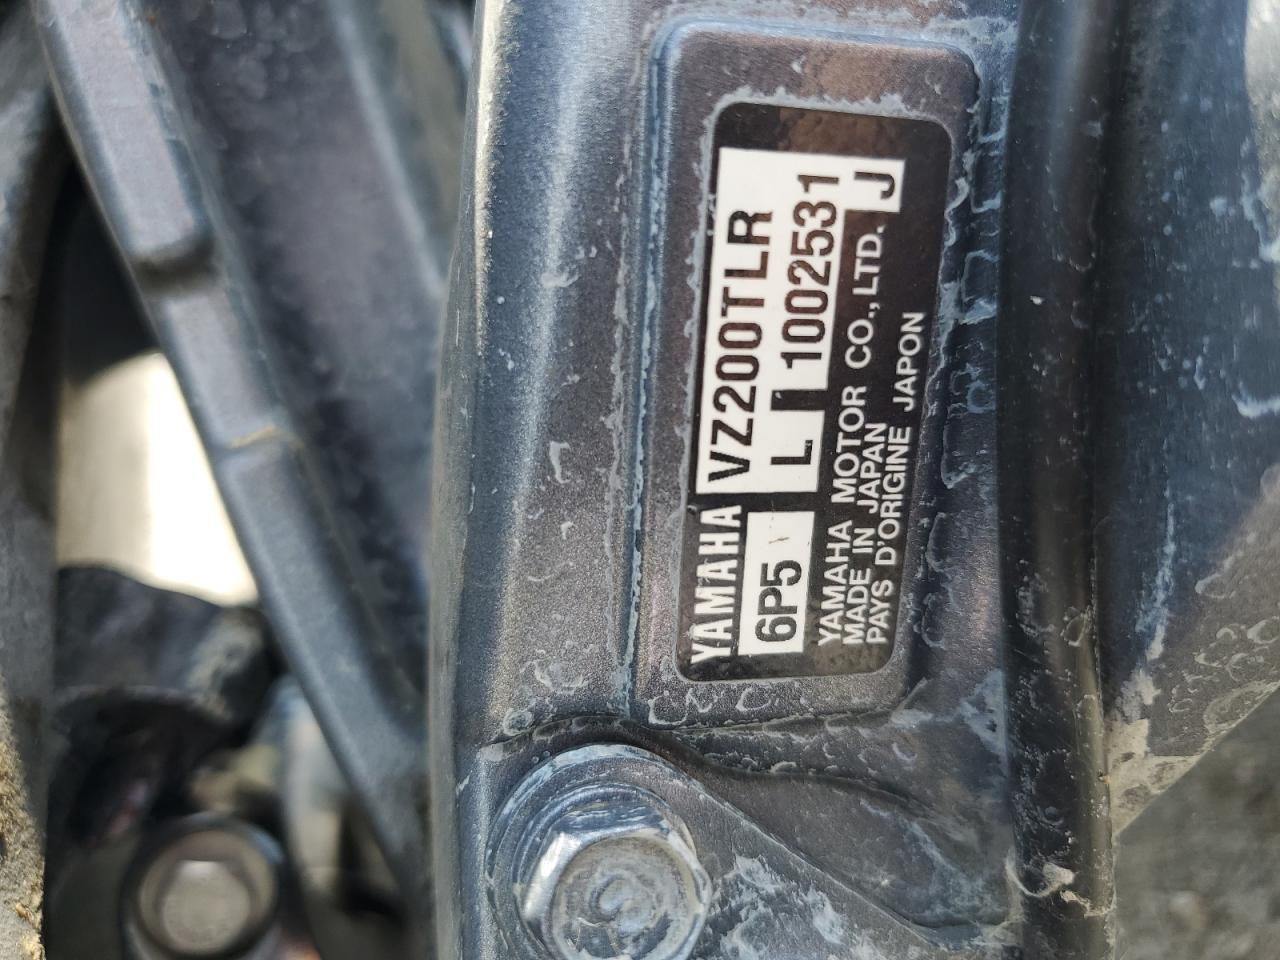 YAMAHA VZ200TLR
6P5 L 1002531
YAMAHA MOTOR CO.,LTD. J
MADE IN JAPAN
PAYS D'ORIGINE JAPON